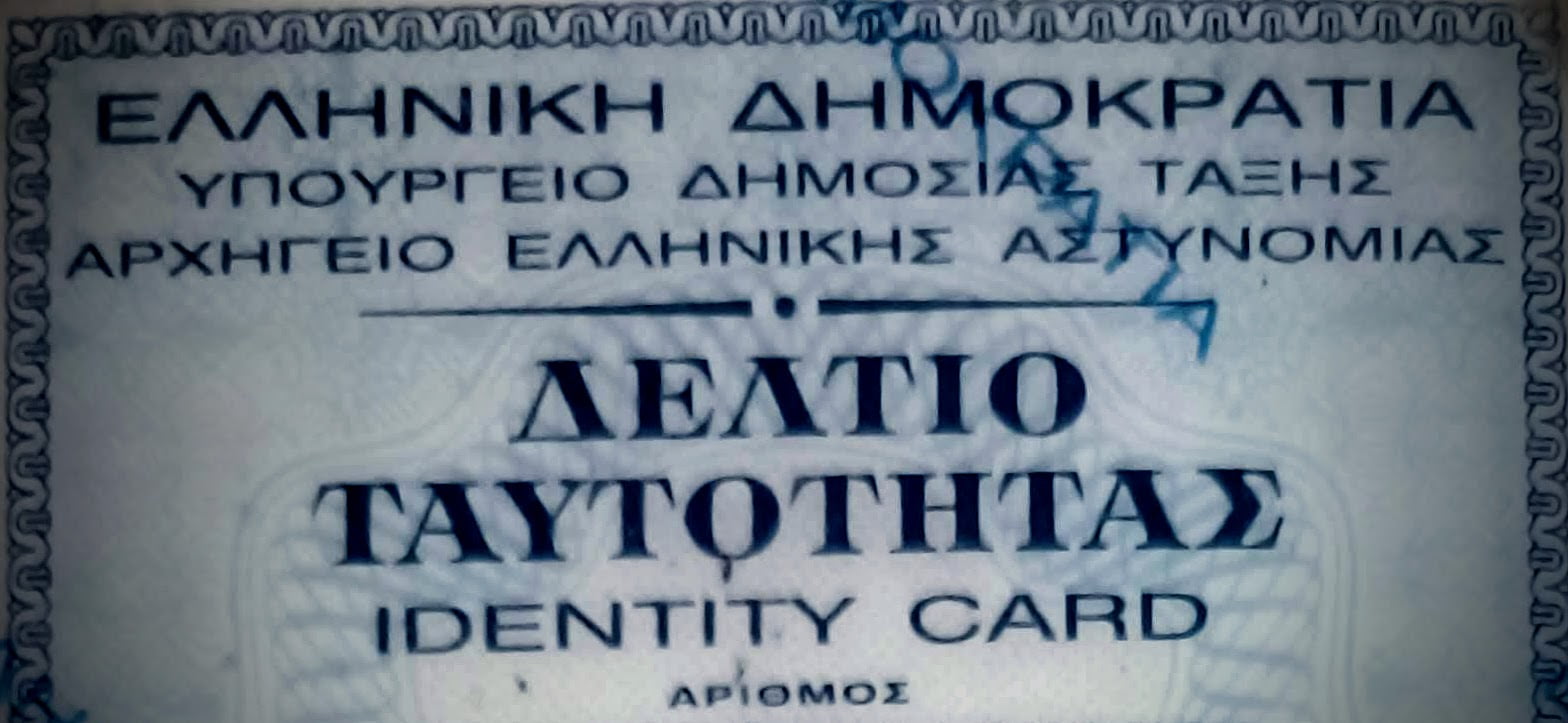 ΕΛΛΗΝΙΚΗ ΔΗΜΟΚΡΑΤΙΑ
ΥΠΟΥΡΓΕΙΟ ΔΗΜΟΣΙΑΣ ΤΑΞΗΣ
ΑΡΧΗΓΕΙΟ ΕΛΛΗΝΙΚΗΣ ΑΣΤΥΝΟΜΙΑΣ
ΔΕΛΤΙΟ
ΤΑΥΤΟΤΗΤΑΣ
IDENTITY CARD
ΑΡΙΘΜΟΣ